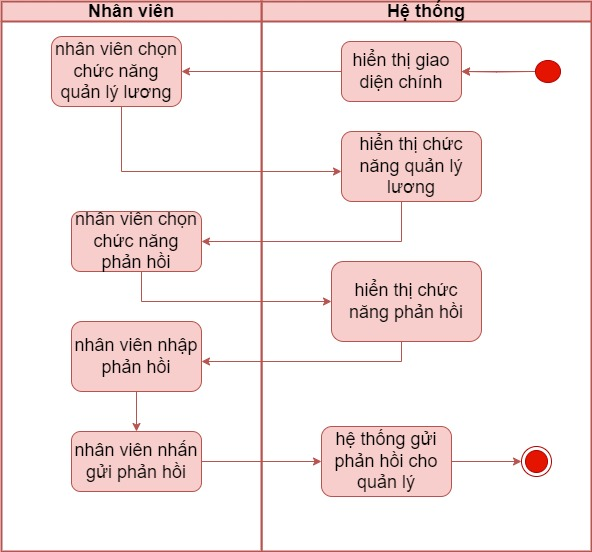 Nhân viên
Hệ thống
hiển thị giao
diện chính
nhân viên chọn
chức năng
quản lý lương
hiển thị chức
năng quản lý
lương
nhân viên chọn
chức năng
phản hồi
hiển thị chức
năng phản hồi
nhân viên nhập
phản hồi
nhân viên nhấn
gửi phản hồi
hệ thống gửi
phản hồi cho
quản lý